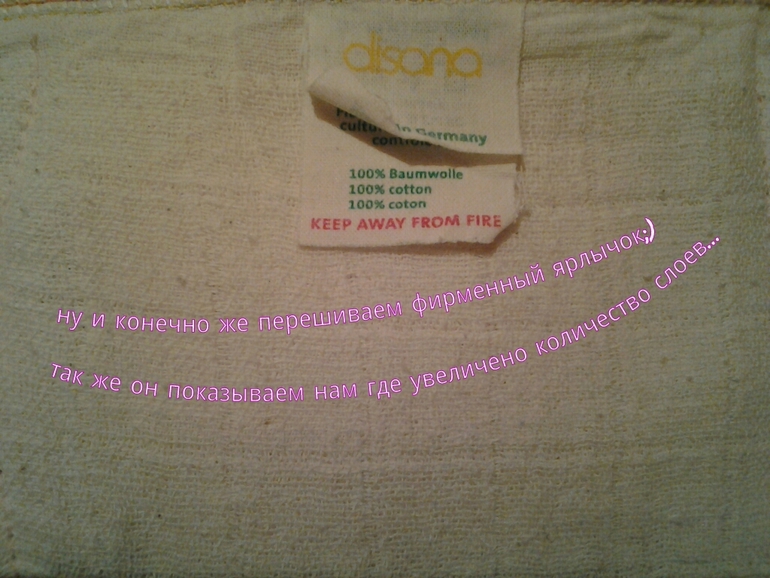 disana
in Germany
100% Baumwolle
100% cotton
100% coton
KEEP AWAY FROM FIRE
ну и конечно же перешиваем фирменный ярлычок;)
так же он показываем нам где увеличено количество слоев...